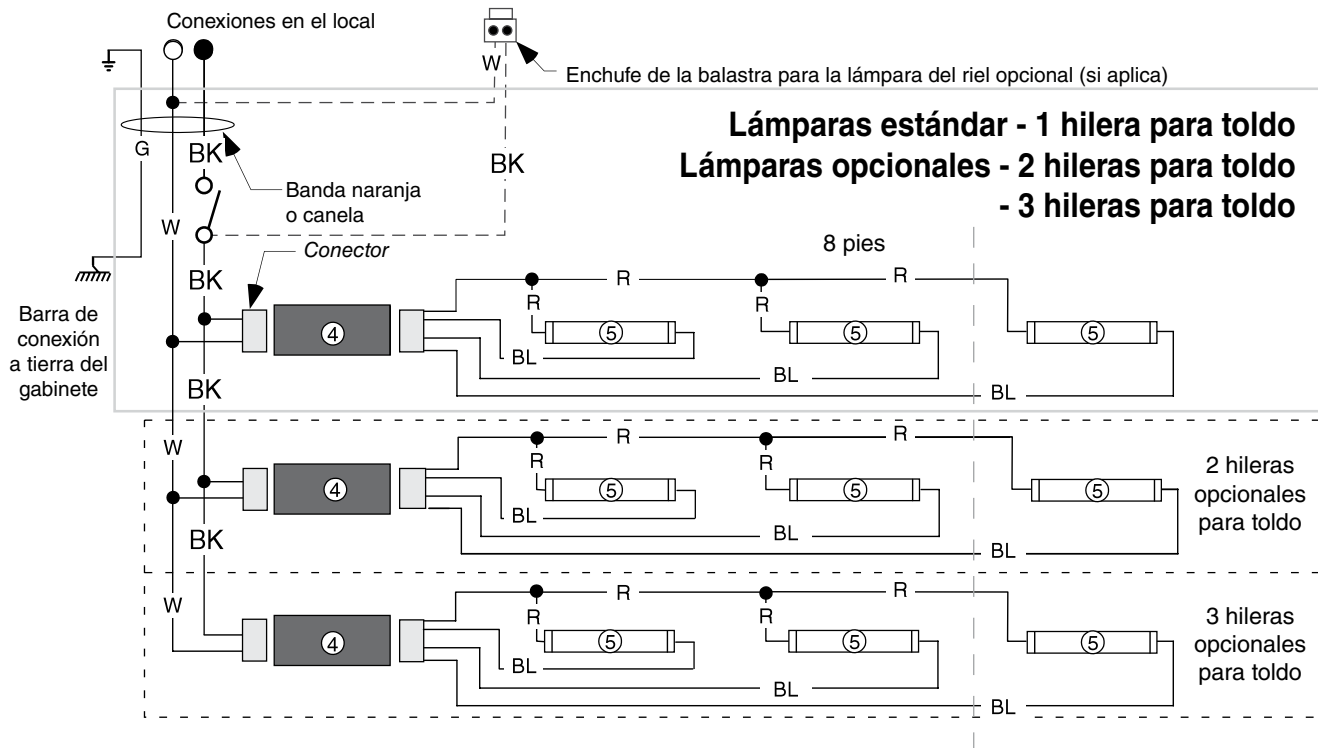 Conexiones en el local
W
Enchufe de la balastra para la lámpara del riel opcional (si aplica)
Lámparas estándar - 1 hilera para toldo
Lámparas opcionales - 2 hileras para toldo
- 3 hileras para toldo
G
BK
BK
Banda naranja
o canela
W
Conector
8 pies
BK
R
R
R
R
Barra de
conexión
a tierra del
gabinete
4
5
5
5
BL
BL
BL
BK
W
R
R
R
R
4
5
5
5
2 hileras
opcionales
para toldo
BL
BL
BL
BK
W
R
R
R
R
4
5
5
5
3 hileras
opcionales
para toldo
BL
BL
BL